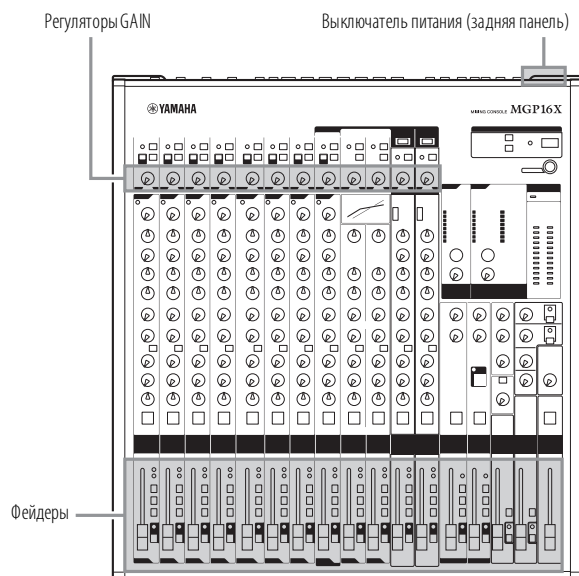 Регуляторы GAIN
Выключатель питания (задняя панель)
YAMAHA
MIXING CONSOLE MGP16X
Фейдеры